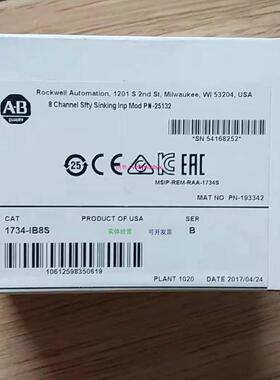 Rockwell Automation, 1201 S 2nd St, Milwaukee, WI 53204, USA
8 Channel Sfty Sinking Inp Mod PN-25132
A-B
QUALITY
*SN 54168252*
25
CE
EAC
MSIP-REM-RAA-1734S
MAT NO PN-193342
CAT
PRODUCT OF USA
SER
1734-IB8S
实体经营
可开发票
B
10612598350619
PLANT 1020
DATE 2017/04/24